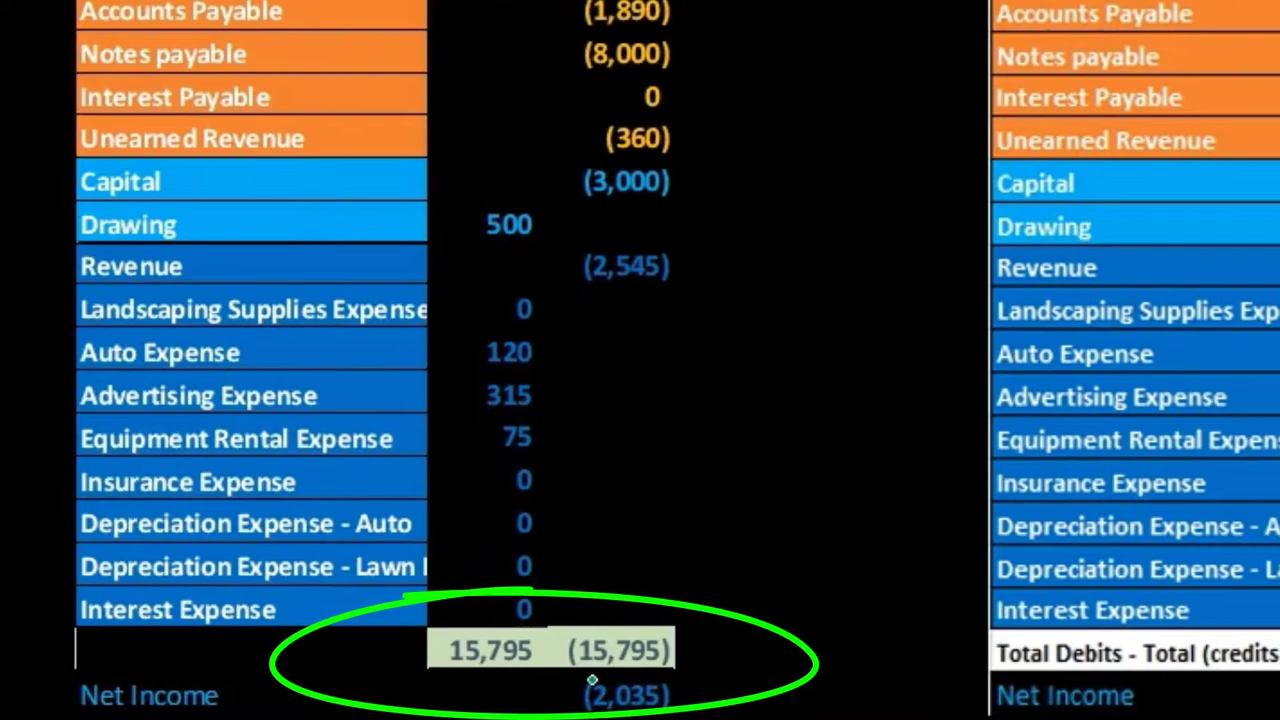 Accounts Payable (1,890) Accounts Payable
Notes payable (8,000) Notes payable
Interest Payable 0 Interest Payable
Unearned Revenue (360) Unearned Revenue
Capital (3,000) Capital
Drawing 500 Drawing
Revenue (2,545) Revenue
Landscaping Supplies Expense 0 Landscaping Supplies Exp
Auto Expense 120 Auto Expense
Advertising Expense 315 Advertising Expense
Equipment Rental Expense 75 Equipment Rental Expens
Insurance Expense 0 Insurance Expense
Depreciation Expense - Auto 0 Depreciation Expense - A
Depreciation Expense - Lawn 0 Depreciation Expense - La
Interest Expense 0 Interest Expense
15,795 (15,795) Total Debits - Total (credits
Net Income (2,035) Net Income